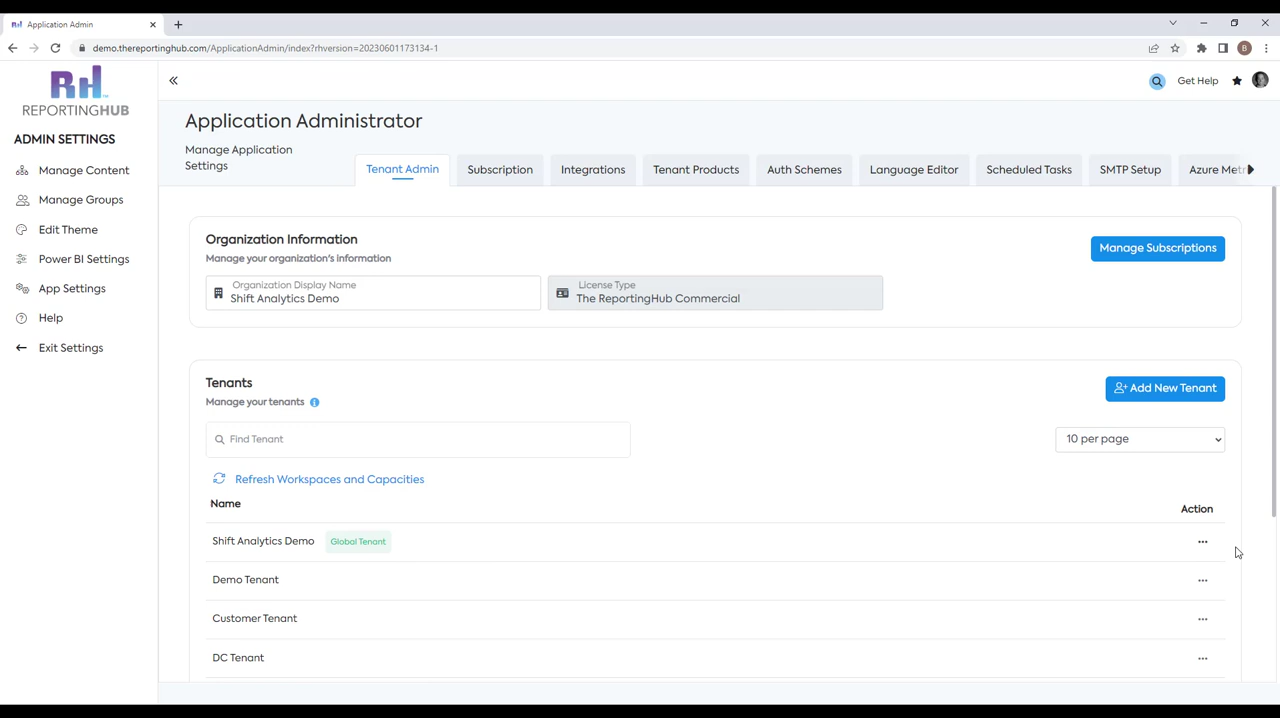 Application Admin
demo.thereportinghub.com/ApplicationAdmin/index?rhversion=20230601173134-1
B
RH
REPORTINGHUB
ADMIN SETTINGS
Manage Content
Manage Groups
Edit Theme
Power BI Settings
App Settings
Help
Exit Settings
Get Help
Application Administrator
Manage Application
Settings
Tenant Admin
Subscription
Integrations
Tenant Products
Auth Schemes
Language Editor
Scheduled Tasks
SMTP Setup
Azure Metr
Organization Information
Manage your organization's information
Manage Subscriptions
Organization Display Name
Shift Analytics Demo
License Type
The ReportingHub Commercial
Tenants
Manage your tenants
Add New Tenant
Find Tenant
10 per page
Refresh Workspaces and Capacities
Name
Action
Shift Analytics Demo Global Tenant
Demo Tenant
Customer Tenant
DC Tenant